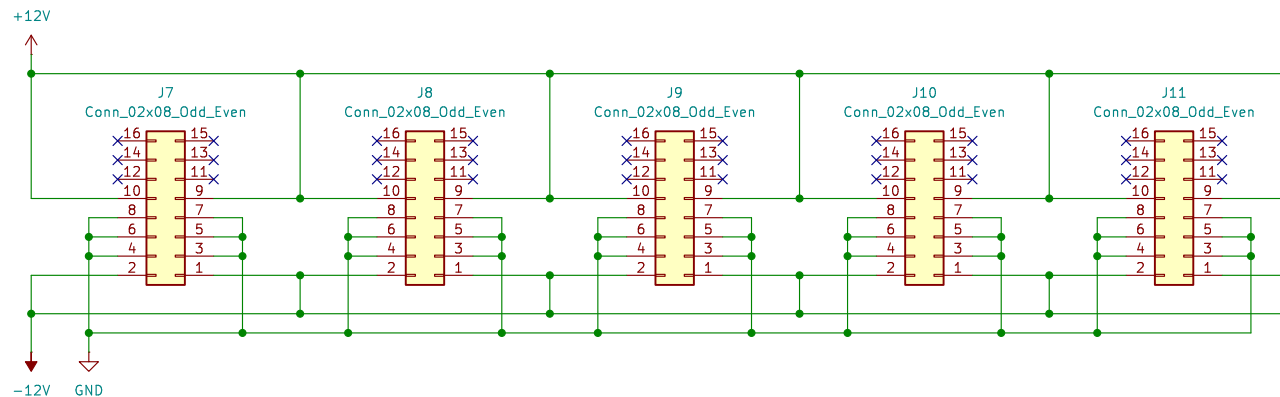 +12V
J7 J8 J9 J10 J11
Conn_02x08_Odd_Even Conn_02x08_Odd_Even Conn_02x08_Odd_Even Conn_02x08_Odd_Even Conn_02x08_Odd_Even
16 15 16 15 16 15 16 15 16 15
14 13 14 13 14 13 14 13 14 13
12 11 12 11 12 11 12 11 12 11
10 9 10 9 10 9 10 9 10 9
8 7 8 7 8 7 8 7 8 7
6 5 6 5 6 5 6 5 6 5
4 3 4 3 4 3 4 3 4 3
2 1 2 1 2 1 2 1 2 1
-12V GND